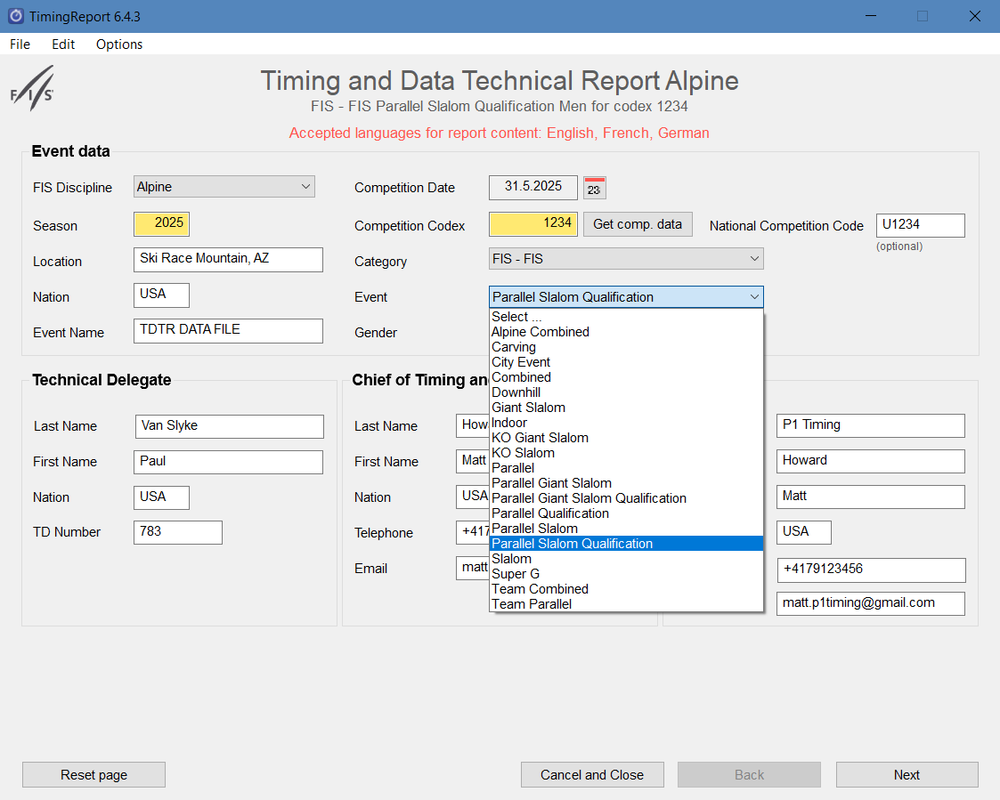 TimingReport 6.4.3
File Edit Options
FIS
Timing and Data Technical Report Alpine
FIS - FIS Parallel Slalom Qualification Men for codex 1234
Accepted languages for report content: English, French, German
Event data
FIS Discipline Alpine Competition Date 31.5.2025 23
Season 2025 Competition Codex 1234 Get comp. data National Competition Code U1234
(optional)
Location Ski Race Mountain, AZ Category FIS - FIS
Nation USA Event Parallel Slalom Qualification
Event Name TDTR DATA FILE Gender
Select ...
Alpine Combined
Carving
City Event
Combined
Downhill
Giant Slalom
Indoor
KO Giant Slalom
KO Slalom
Parallel
Parallel Giant Slalom
Parallel Giant Slalom Qualification
Parallel Qualification
Parallel Slalom
Parallel Slalom Qualification
Slalom
Super G
Team Combined
Team Parallel
Technical Delegate
Last Name Van Slyke
First Name Paul
Nation USA
TD Number 783
Chief of Timing an
Last Name How
First Name Matt
Nation USA
Telephone +417
Email matt
P1 Timing
Howard
Matt
USA
+4179123456
matt.p1timing@gmail.com
Reset page Cancel and Close Back Next